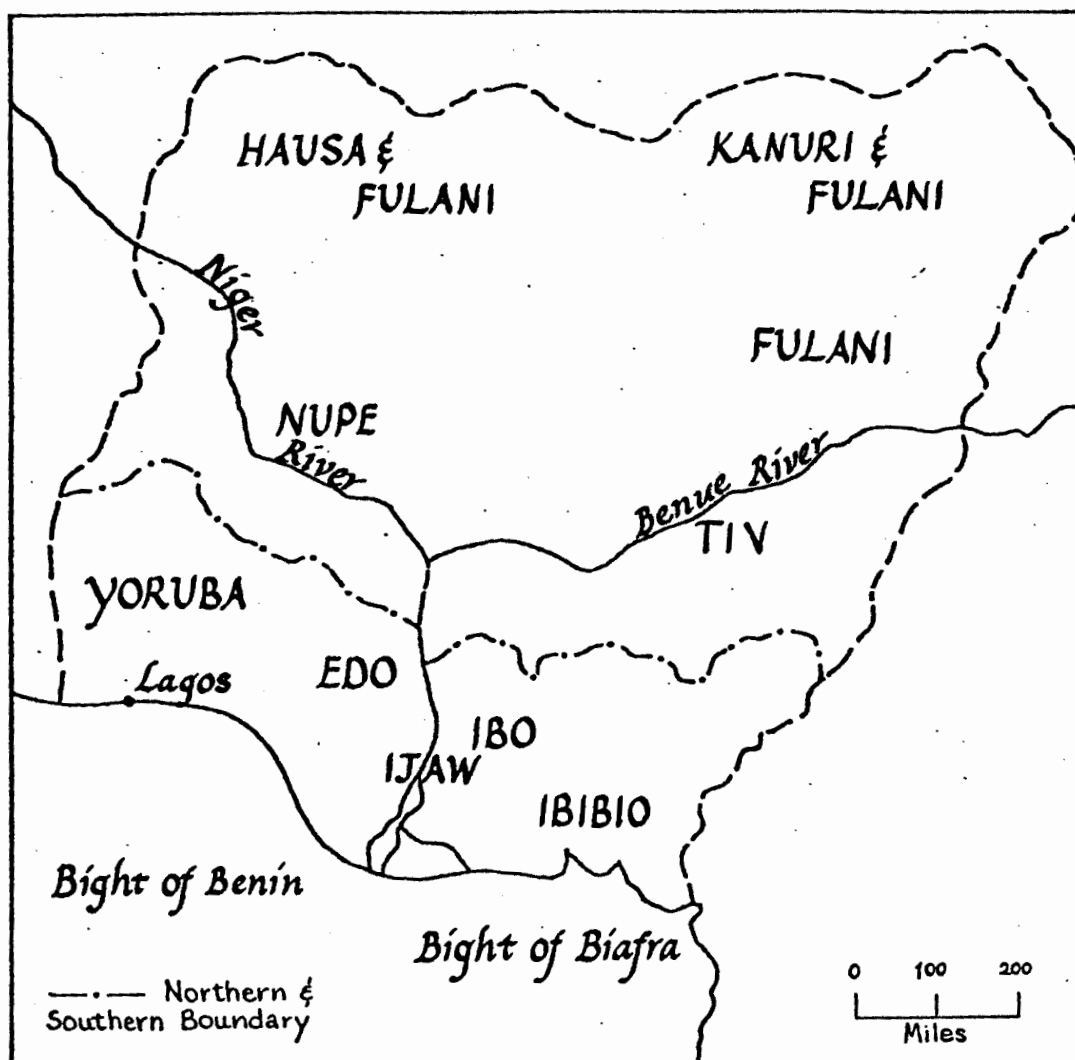 HAUSA &
FULANI
KANURI &
FULANI
Niger
FULANI
NUPE
River
Benue River
TIV
YORUBA
EDO
Lagos
IBO
IJAW
IBIBIO
Bight of Benin
Bight of Biafra
Northern &
Southern Boundary
0 100 200
Miles